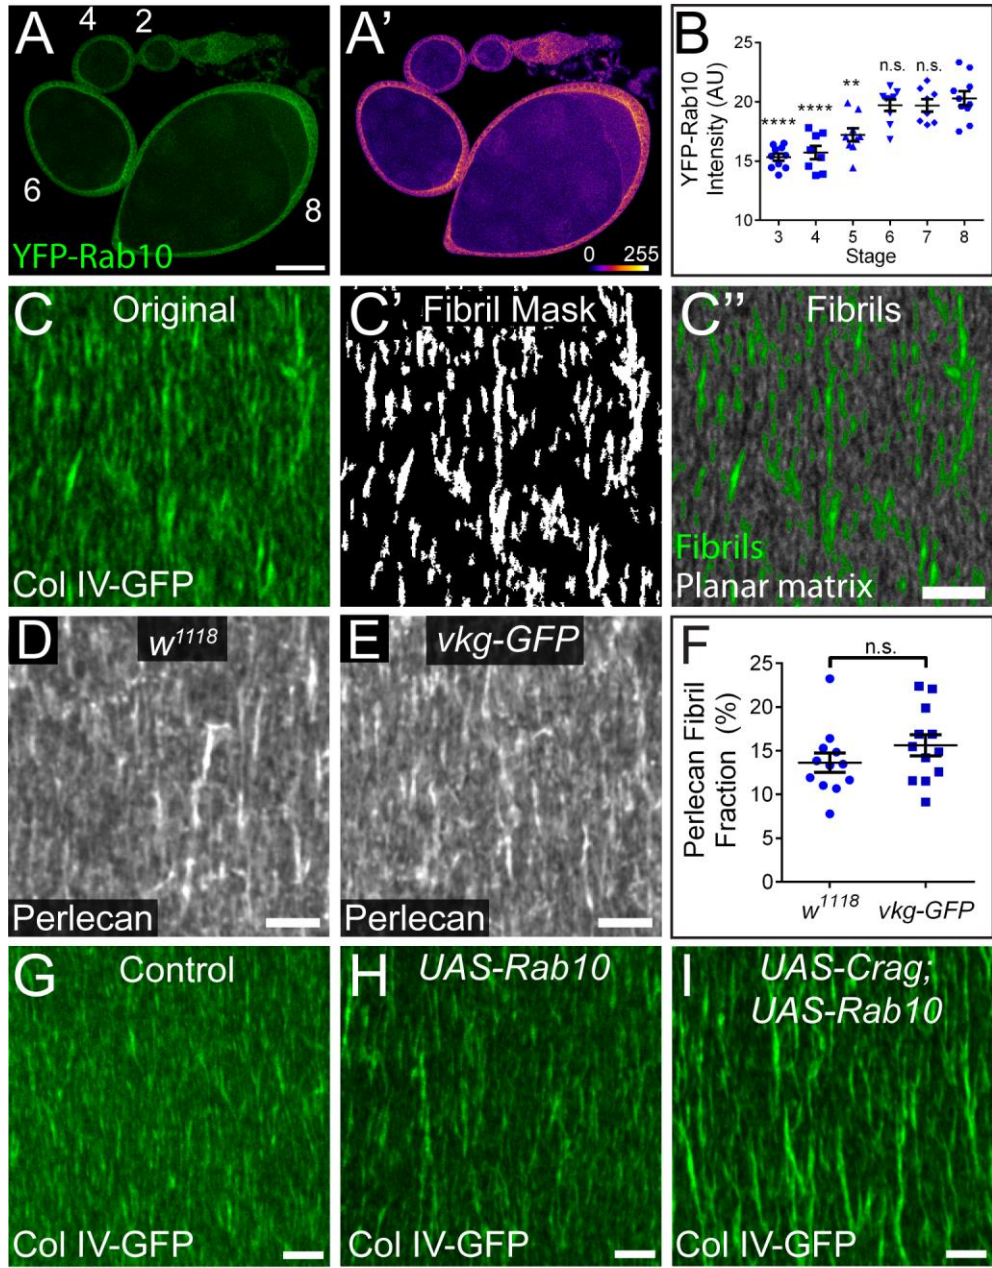 A
4
2
6
8
YFP-Rab10
A'
0 255
B
YFP-Rab10
Intensity (AU)
25
20
15
10
****
****
**
n.s.
n.s.
3 4 5 6 7 8
Stage
C
Original
Col IV-GFP
C'
Fibril Mask
C''
Fibrils
Fibrils
Planar matrix
D
w1118
Perlecan
E
vkg-GFP
Perlecan
F
n.s.
Perlecan Fibril
Fraction (%)
25
20
15
10
5
0
w1118 vkg-GFP
G
Control
Col IV-GFP
H
UAS-Rab10
Col IV-GFP
I
UAS-Crag;
UAS-Rab10
Col IV-GFP